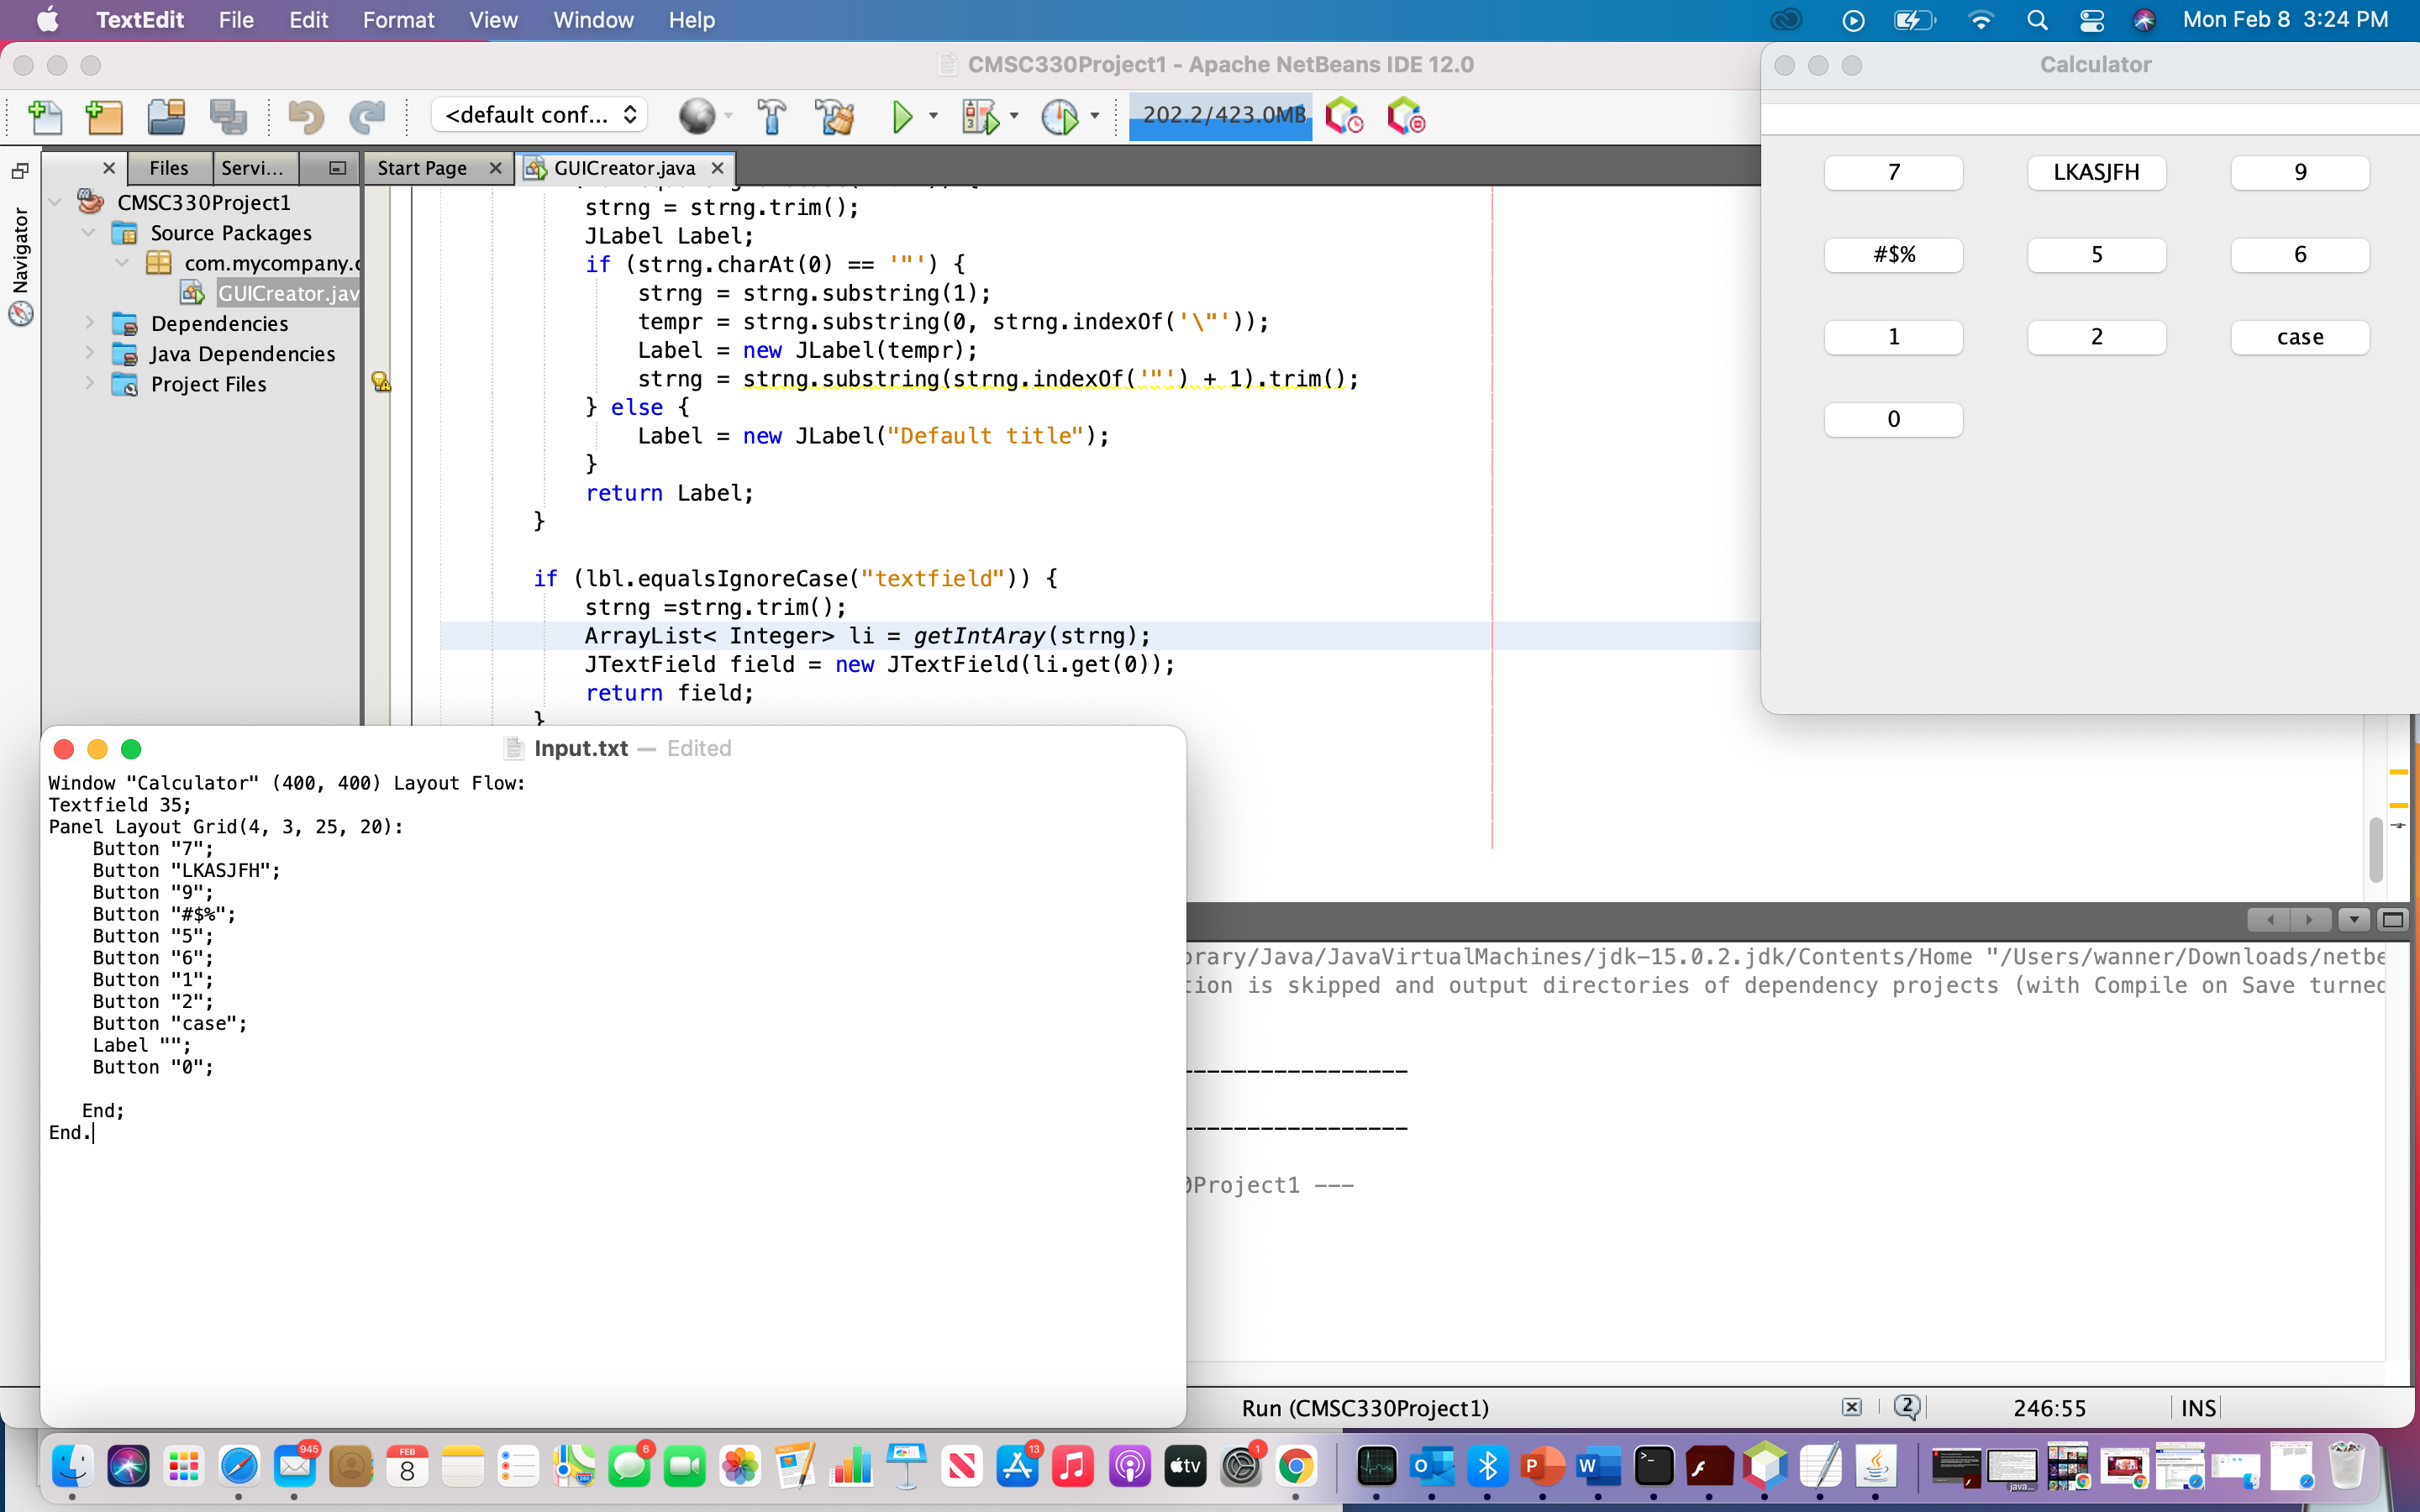 TextEdit File Edit Format View Window Help
Mon Feb 8 3:24 PM
CMSC330Project1 - Apache NetBeans IDE 12.0
<default conf...
202.2/423.0MB
Files
Servi...
Start Page
GUICreator.java
Navigator
CMSC330Project1
Source Packages
com.mycompany.c
GUICreator.jav
Dependencies
Java Dependencies
Project Files
strng = strng.trim();
JLabel Label;
if (strng.charAt(0) == '"') {
strng = strng.substring(1);
tempr = strng.substring(0, strng.indexOf('\"'));
Label = new JLabel(tempr);
strng = strng.substring(strng.indexOf('"') + 1).trim();
} else {
Label = new JLabel("Default title");
}
return Label;
}
if (lbl.equalsIgnoreCase("textfield")) {
strng =strng.trim();
ArrayList< Integer> li = getIntAray(strng);
JTextField field = new JTextField(li.get(0));
return field;
}
Calculator
7 LKASJFH 9
#$% 5 6
1 2 case
0
Input.txt — Edited
Window "Calculator" (400, 400) Layout Flow:
Textfield 35;
Panel Layout Grid(4, 3, 25, 20):
Button "7";
Button "LKASJFH";
Button "9";
Button "#$%";
Button "5";
Button "6";
Button "1";
Button "2";
Button "case";
Label "";
Button "0";
End;
End.
brary/Java/JavaVirtualMachines/jdk-15.0.2.jdk/Contents/Home "/Users/wanner/Downloads/netbe
tion is skipped and output directories of dependency projects (with Compile on Save turned
-----------------
-----------------
0Project1 ---
Run (CMSC330Project1)
2
246:55
INS
945
FEB
8
6
PAGES
13
tv
1
java...